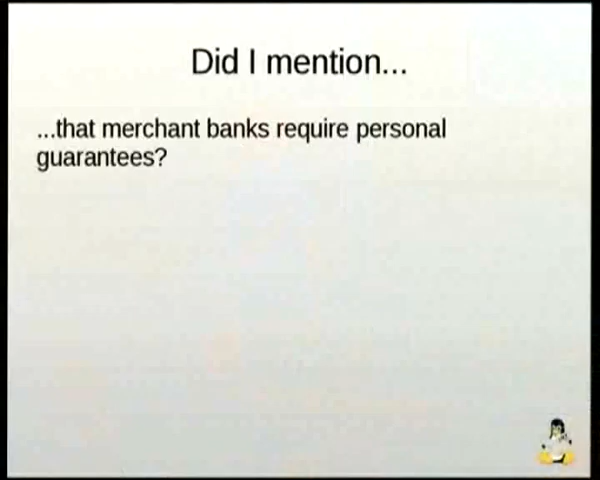 Did I mention...
...that merchant banks require personal
guarantees?